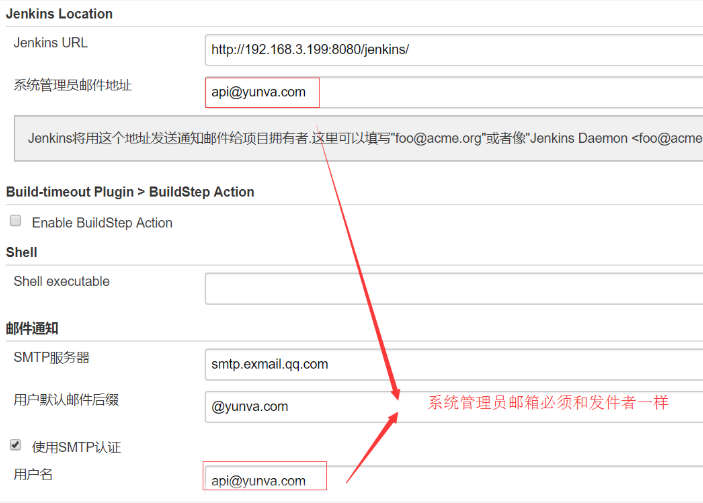 Jenkins Location
Jenkins URL
http://192.168.3.199:8080/jenkins/
系统管理员邮件地址
api@yunva.com
Jenkins将用这个地址发送通知邮件给项目拥有者.这里可以填写"foo@acme.org"或者像"Jenkins Daemon <foo@acme
Build-timeout Plugin > BuildStep Action
Enable BuildStep Action
Shell
Shell executable
邮件通知
SMTP服务器
smtp.exmail.qq.com
用户默认邮件后缀
@yunva.com
系统管理员邮箱必须和发件者一样
使用SMTP认证
用户名
api@yunva.com